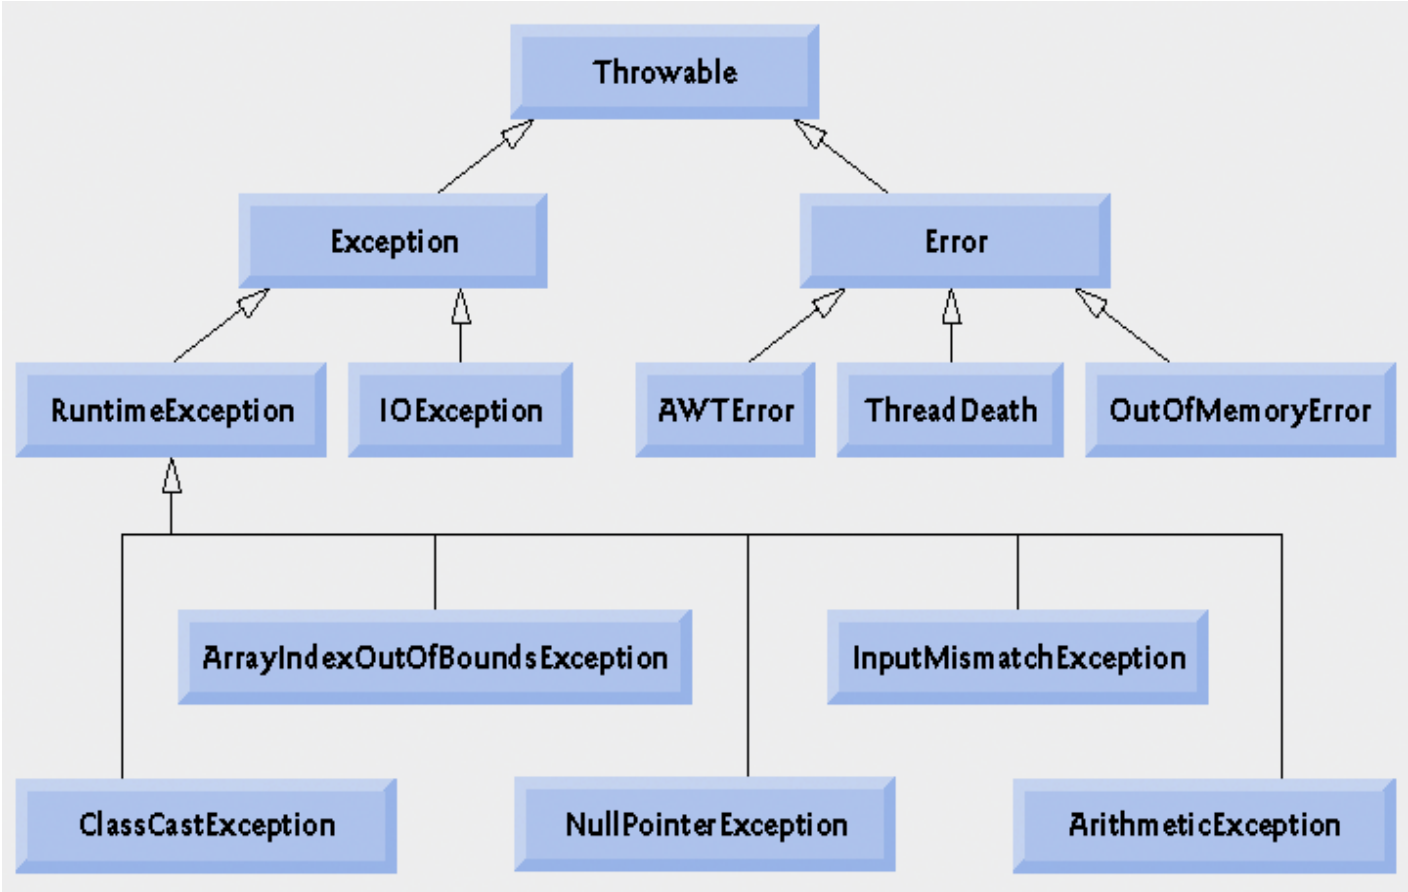 Throwable
Exception
Error
RuntimeException
IOException
AWTError
ThreadDeath
OutOfMemoryError
ArrayIndexOutOfBoundsException
InputMismatchException
ClassCastException
NullPointerException
ArithmeticException